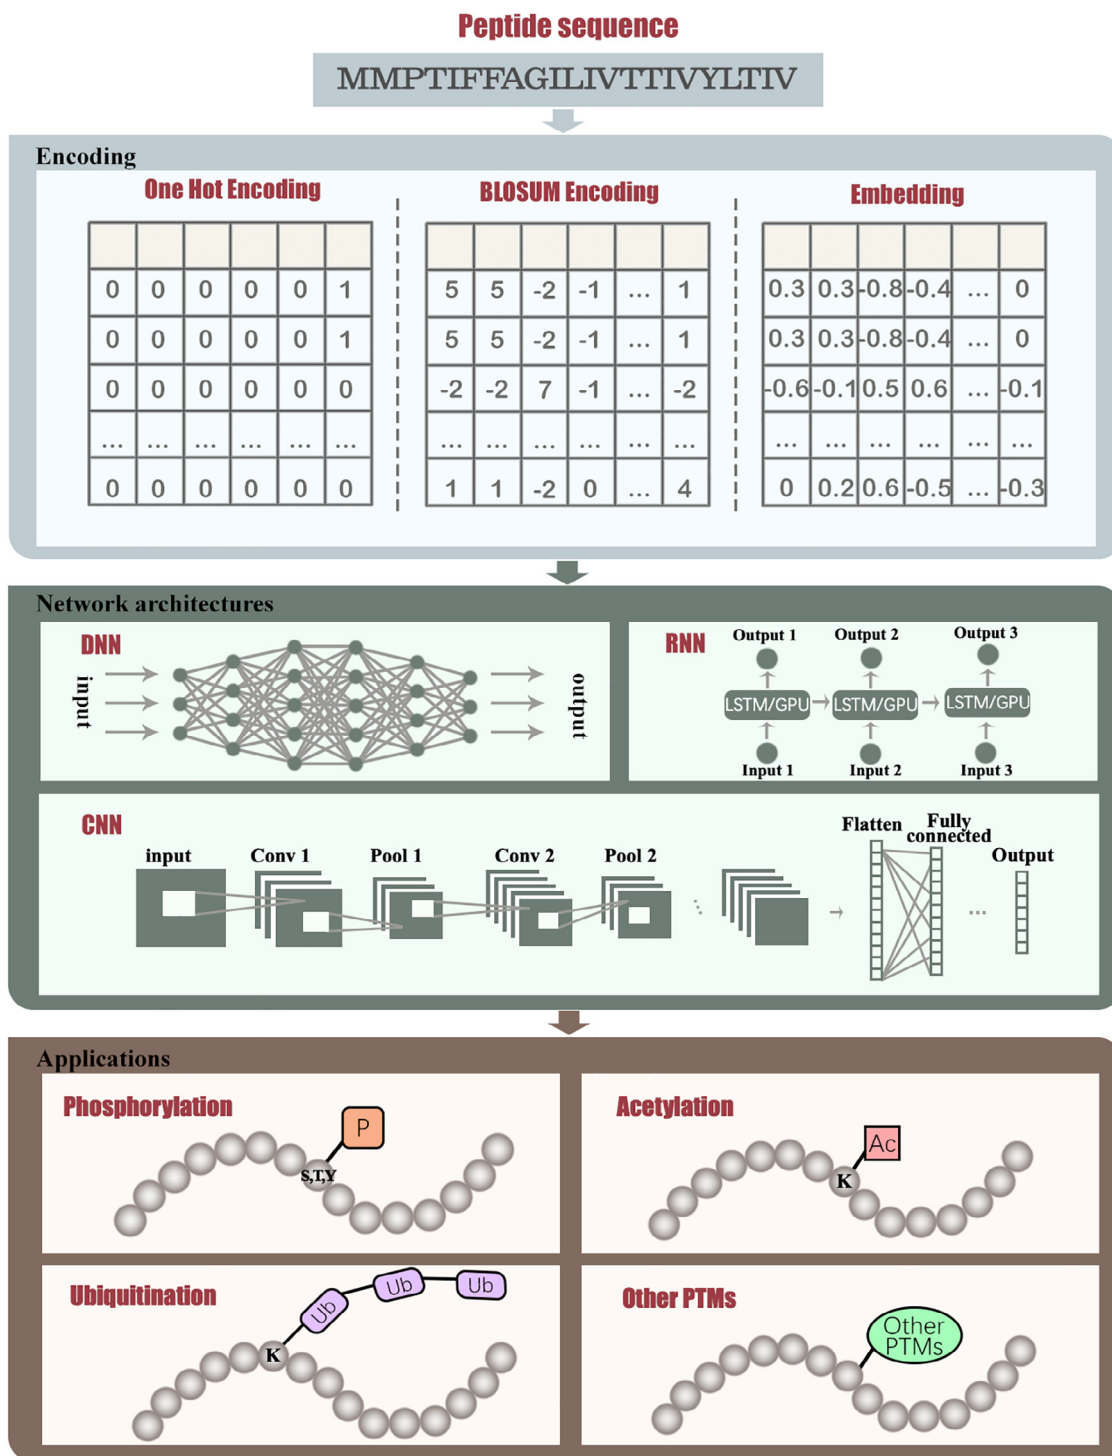 Peptide sequence
MMPTIFFAGILIVTTIVYLTIV
Encoding
One Hot Encoding
0 0 0 0 0 1
0 0 0 0 0 1
0 0 0 0 0 0
... ... ... ... ... ...
0 0 0 0 0 0
BLOSUM Encoding
5 5 -2 -1 ... 1
5 5 -2 -1 ... 1
-2 -2 7 -1 ... -2
... ... ... ... ... ...
1 1 -2 0 ... 4
Embedding
0.3 0.3 -0.8 -0.4 ... 0
0.3 0.3 -0.8 -0.4 ... 0
-0.6 -0.1 0.5 0.6 ... -0.1
... ... ... ... ... ...
0 0.2 0.6 -0.5 ... -0.3
Network architectures
DNN
input
output
RNN
Output 1 Output 2 Output 3
LSTM/GPU LSTM/GPU LSTM/GPU
Input 1 Input 2 Input 3
CNN
input Conv 1 Pool 1 Conv 2 Pool 2
Flatten
Fully
connected
...
Output
Applications
Phosphorylation
P
S,T,Y
Acetylation
Ac
K
Ubiquitination
Ub Ub Ub
K
Other PTMs
Other
PTMs